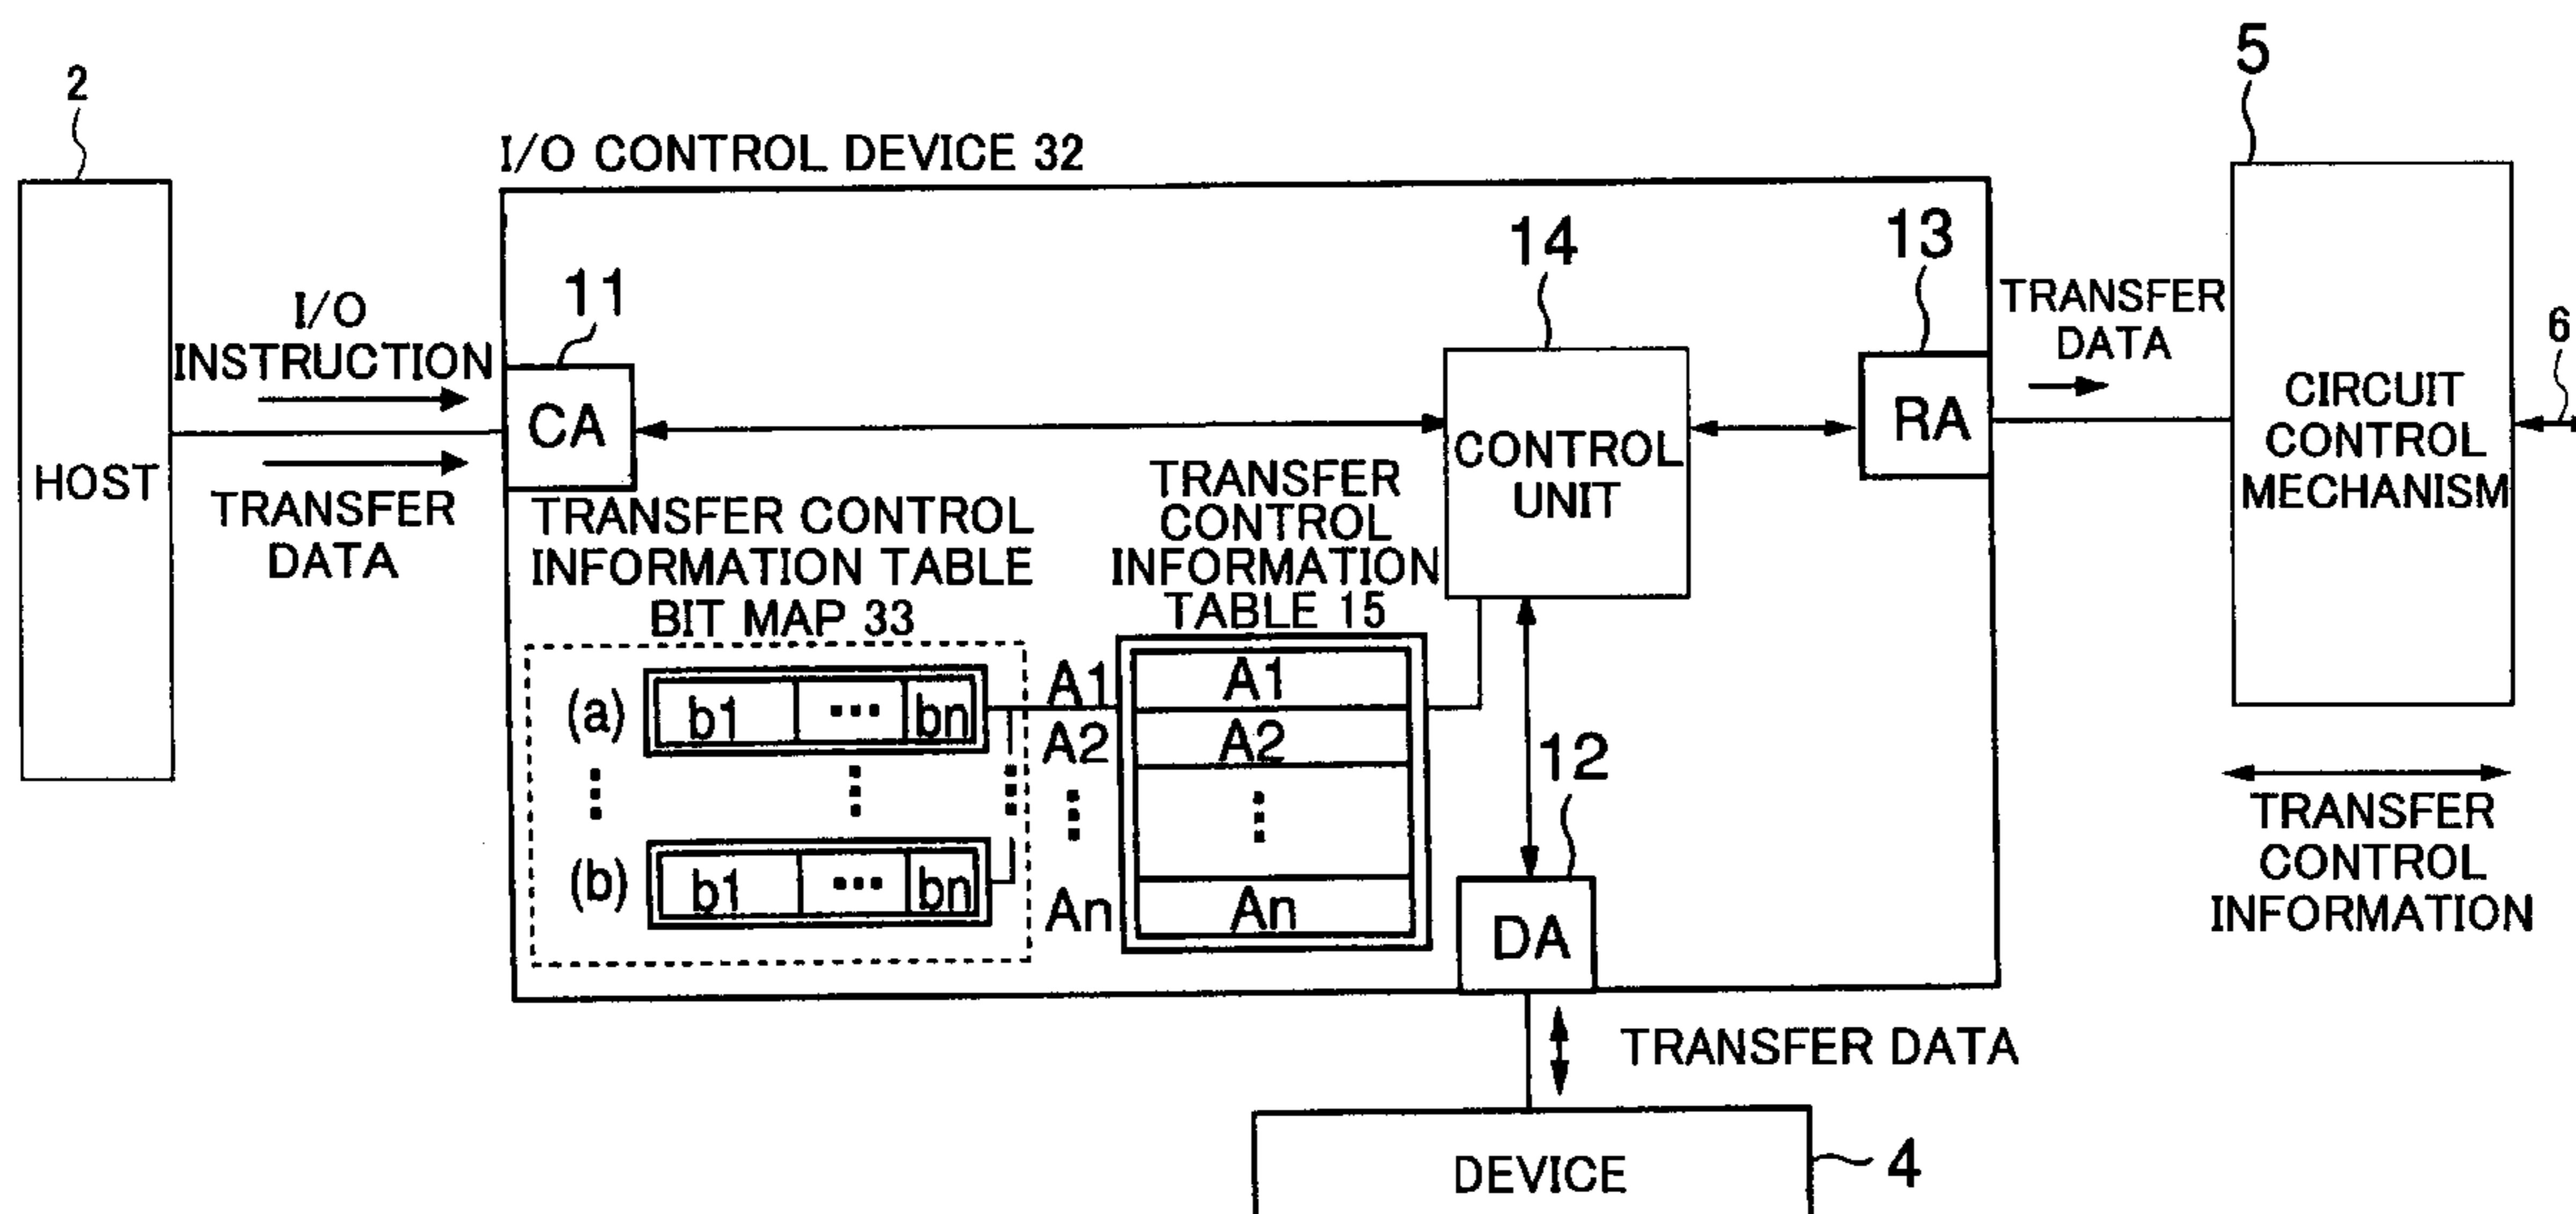 2
HOST
I/O
INSTRUCTION
TRANSFER
DATA
I/O CONTROL DEVICE 32
11
CA
14
CONTROL
UNIT
13
RA
TRANSFER
DATA
5
CIRCUIT
CONTROL
MECHANISM
6
TRANSFER
CONTROL
INFORMATION
TRANSFER CONTROL
INFORMATION TABLE
BIT MAP 33
(a) b1 ... bn
⋮ ⋮ ⋮
(b) b1 ... bn
A1
A2
⋮
An
TRANSFER
CONTROL
INFORMATION
TABLE 15
A1
A2
⋮
An
12
DA
TRANSFER DATA
DEVICE
4